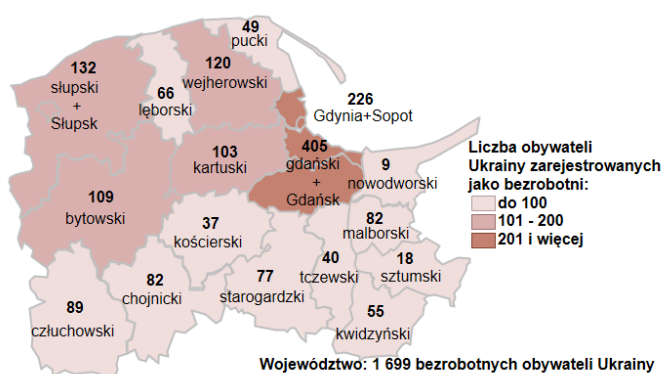 49
pucki
132
słupski
+
Słupsk
120
wejherowski
66
lęborski
226
Gdynia+Sopot
405
gdański
+
Gdańsk
103
kartuski
9
nowodworski
109
bytowski
37
kościerski
82
malborski
18
sztumski
40
tczewski
77
starogardzki
82
chojnicki
89
człuchowski
55
kwidzyński
Liczba obywateli
Ukrainy zarejestrowanych
jako bezrobotni:
do 100
101 - 200
201 i więcej
Województwo: 1 699 bezrobotnych obywateli Ukrainy